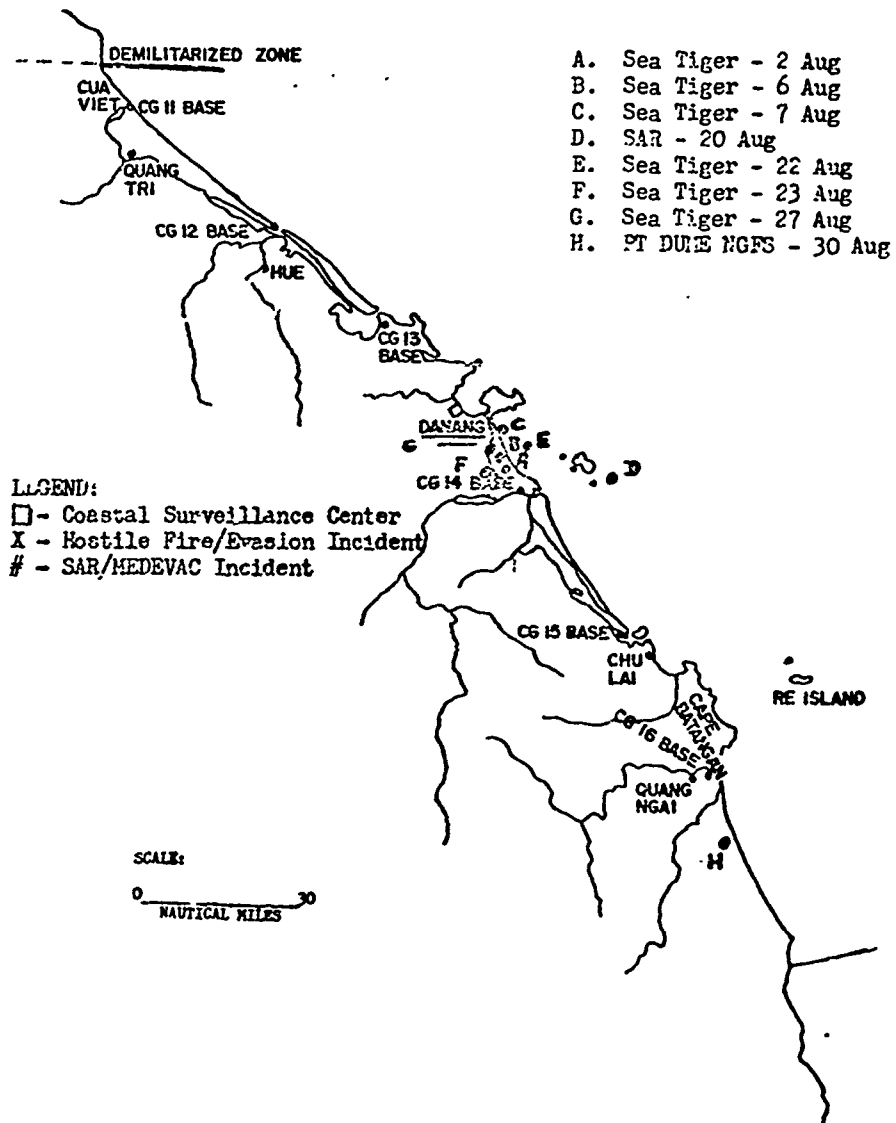 DEMILITARIZED ZONE
A. Sea Tiger - 2 Aug
B. Sea Tiger - 6 Aug
C. Sea Tiger - 7 Aug
D. SAR - 20 Aug
E. Sea Tiger - 22 Aug
F. Sea Tiger - 23 Aug
G. Sea Tiger - 27 Aug
H. PT DUME NGFS - 30 Aug
CUA
VIET
CG 11 BASE
QUANG
TRI
CG 12 BASE
HUE
CG 13
BASE
DANANG
C
B
E
A
D
F
CG 14 BASE
LEGEND:
□ - Coastal Surveillance Center
X - Hostile Fire/Evasion Incident
# - SAR/MEDEVAC Incident
CG 15 BASE
CHU
LAI
RE ISLAND
CAPE
BATANGAN
CG 16 BASE
QUANG
NGAI
H
SCALE:
0 30
NAUTICAL MILES